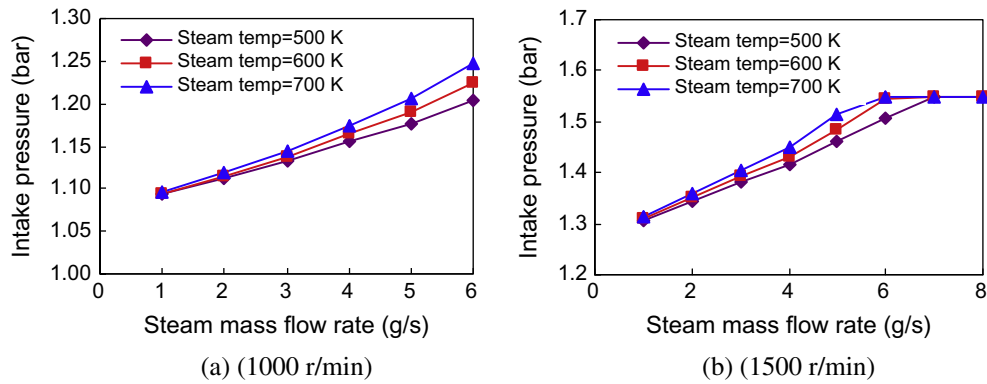 1.30
1.25
1.20
1.15
1.10
1.05
1.00
Intake pressure (bar)
Steam temp=500 K
Steam temp=600 K
Steam temp=700 K
0 1 2 3 4 5 6
Steam mass flow rate (g/s)
(a) (1000 r/min)
1.7
1.6
1.5
1.4
1.3
1.2
Intake pressure (bar)
Steam temp=500 K
Steam temp=600 K
Steam temp=700 K
0 2 4 6 8
Steam mass flow rate (g/s)
(b) (1500 r/min)